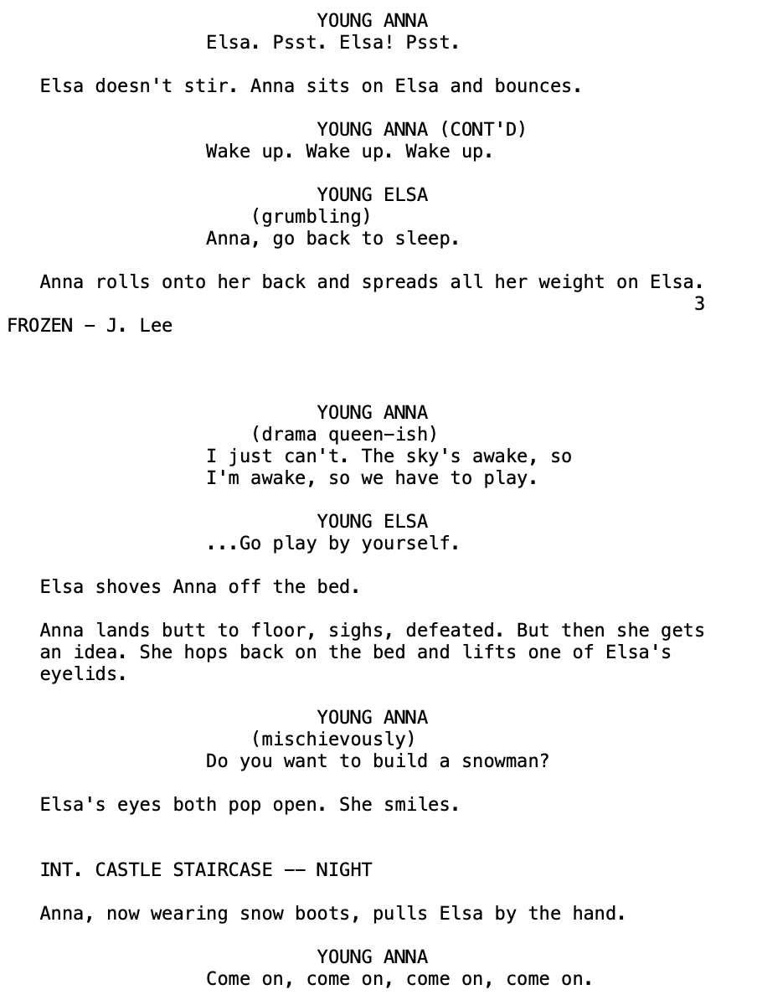 YOUNG ANNA
Elsa. Psst. Elsa! Psst.
Elsa doesn't stir. Anna sits on Elsa and bounces.
YOUNG ANNA (CONT'D)
Wake up. Wake up. Wake up.
YOUNG ELSA
(grumbling)
Anna, go back to sleep.
Anna rolls onto her back and spreads all her weight on Elsa.
3
FROZEN - J. Lee
YOUNG ANNA
(drama queen-ish)
I just can't. The sky's awake, so
I'm awake, so we have to play.
YOUNG ELSA
...Go play by yourself.
Elsa shoves Anna off the bed.
Anna lands butt to floor, sighs, defeated. But then she gets
an idea. She hops back on the bed and lifts one of Elsa's
eyelids.
YOUNG ANNA
(mischievously)
Do you want to build a snowman?
Elsa's eyes both pop open. She smiles.
INT. CASTLE STAIRCASE -- NIGHT
Anna, now wearing snow boots, pulls Elsa by the hand.
YOUNG ANNA
Come on, come on, come on, come on.